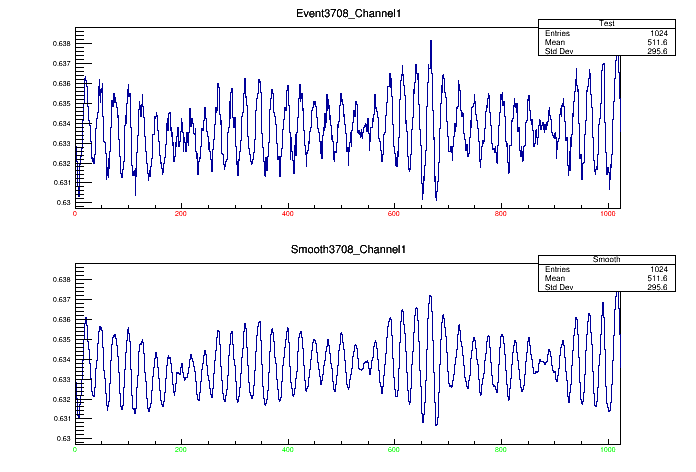 Event3708_Channel1
Test
Entries 1024
Mean 511.6
Std Dev 295.6
0.638
0.637
0.636
0.635
0.634
0.633
0.632
0.631
0.63
0 200 400 600 800 1000
Smooth3708_Channel1
Smooth
Entries 1024
Mean 511.6
Std Dev 295.6
0.638
0.637
0.636
0.635
0.634
0.633
0.632
0.631
0.63
0 200 400 600 800 1000